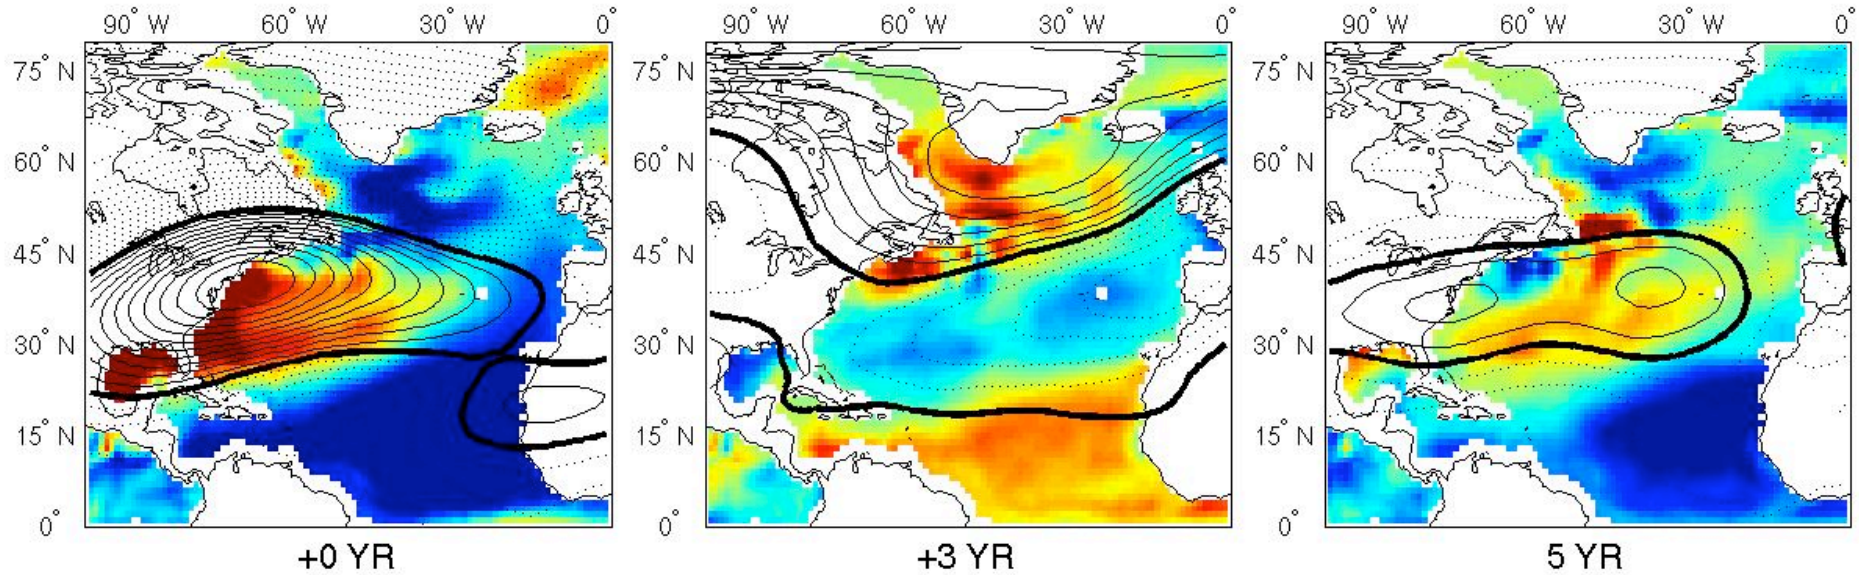 90° W 60° W 30° W 0° 90° W 60° W 30° W 0° 90° W 60° W 30° W 0°
75° N 75° N 75° N
60° N 60° N 60° N
45° N 45° N 45° N
30° N 30° N 30° N
15° N 15° N 15° N
0° 0° 0°
+0 YR +3 YR 5 YR